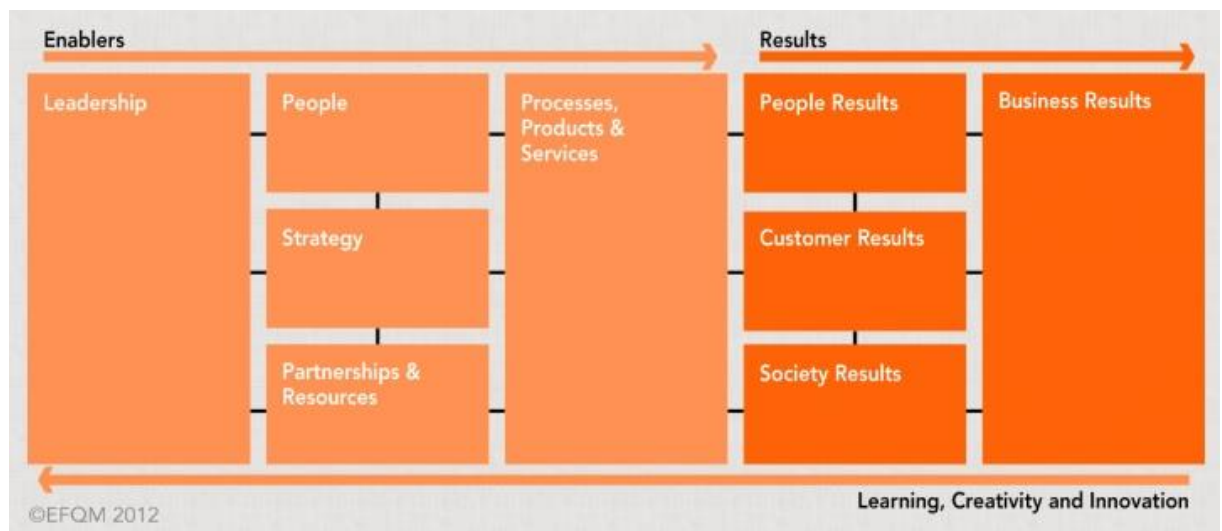 Enablers
Results
Leadership
People
Processes,
Products &
Services
People Results
Business Results
Strategy
Customer Results
Partnerships &
Resources
Society Results
Learning, Creativity and Innovation
©EFQM 2012